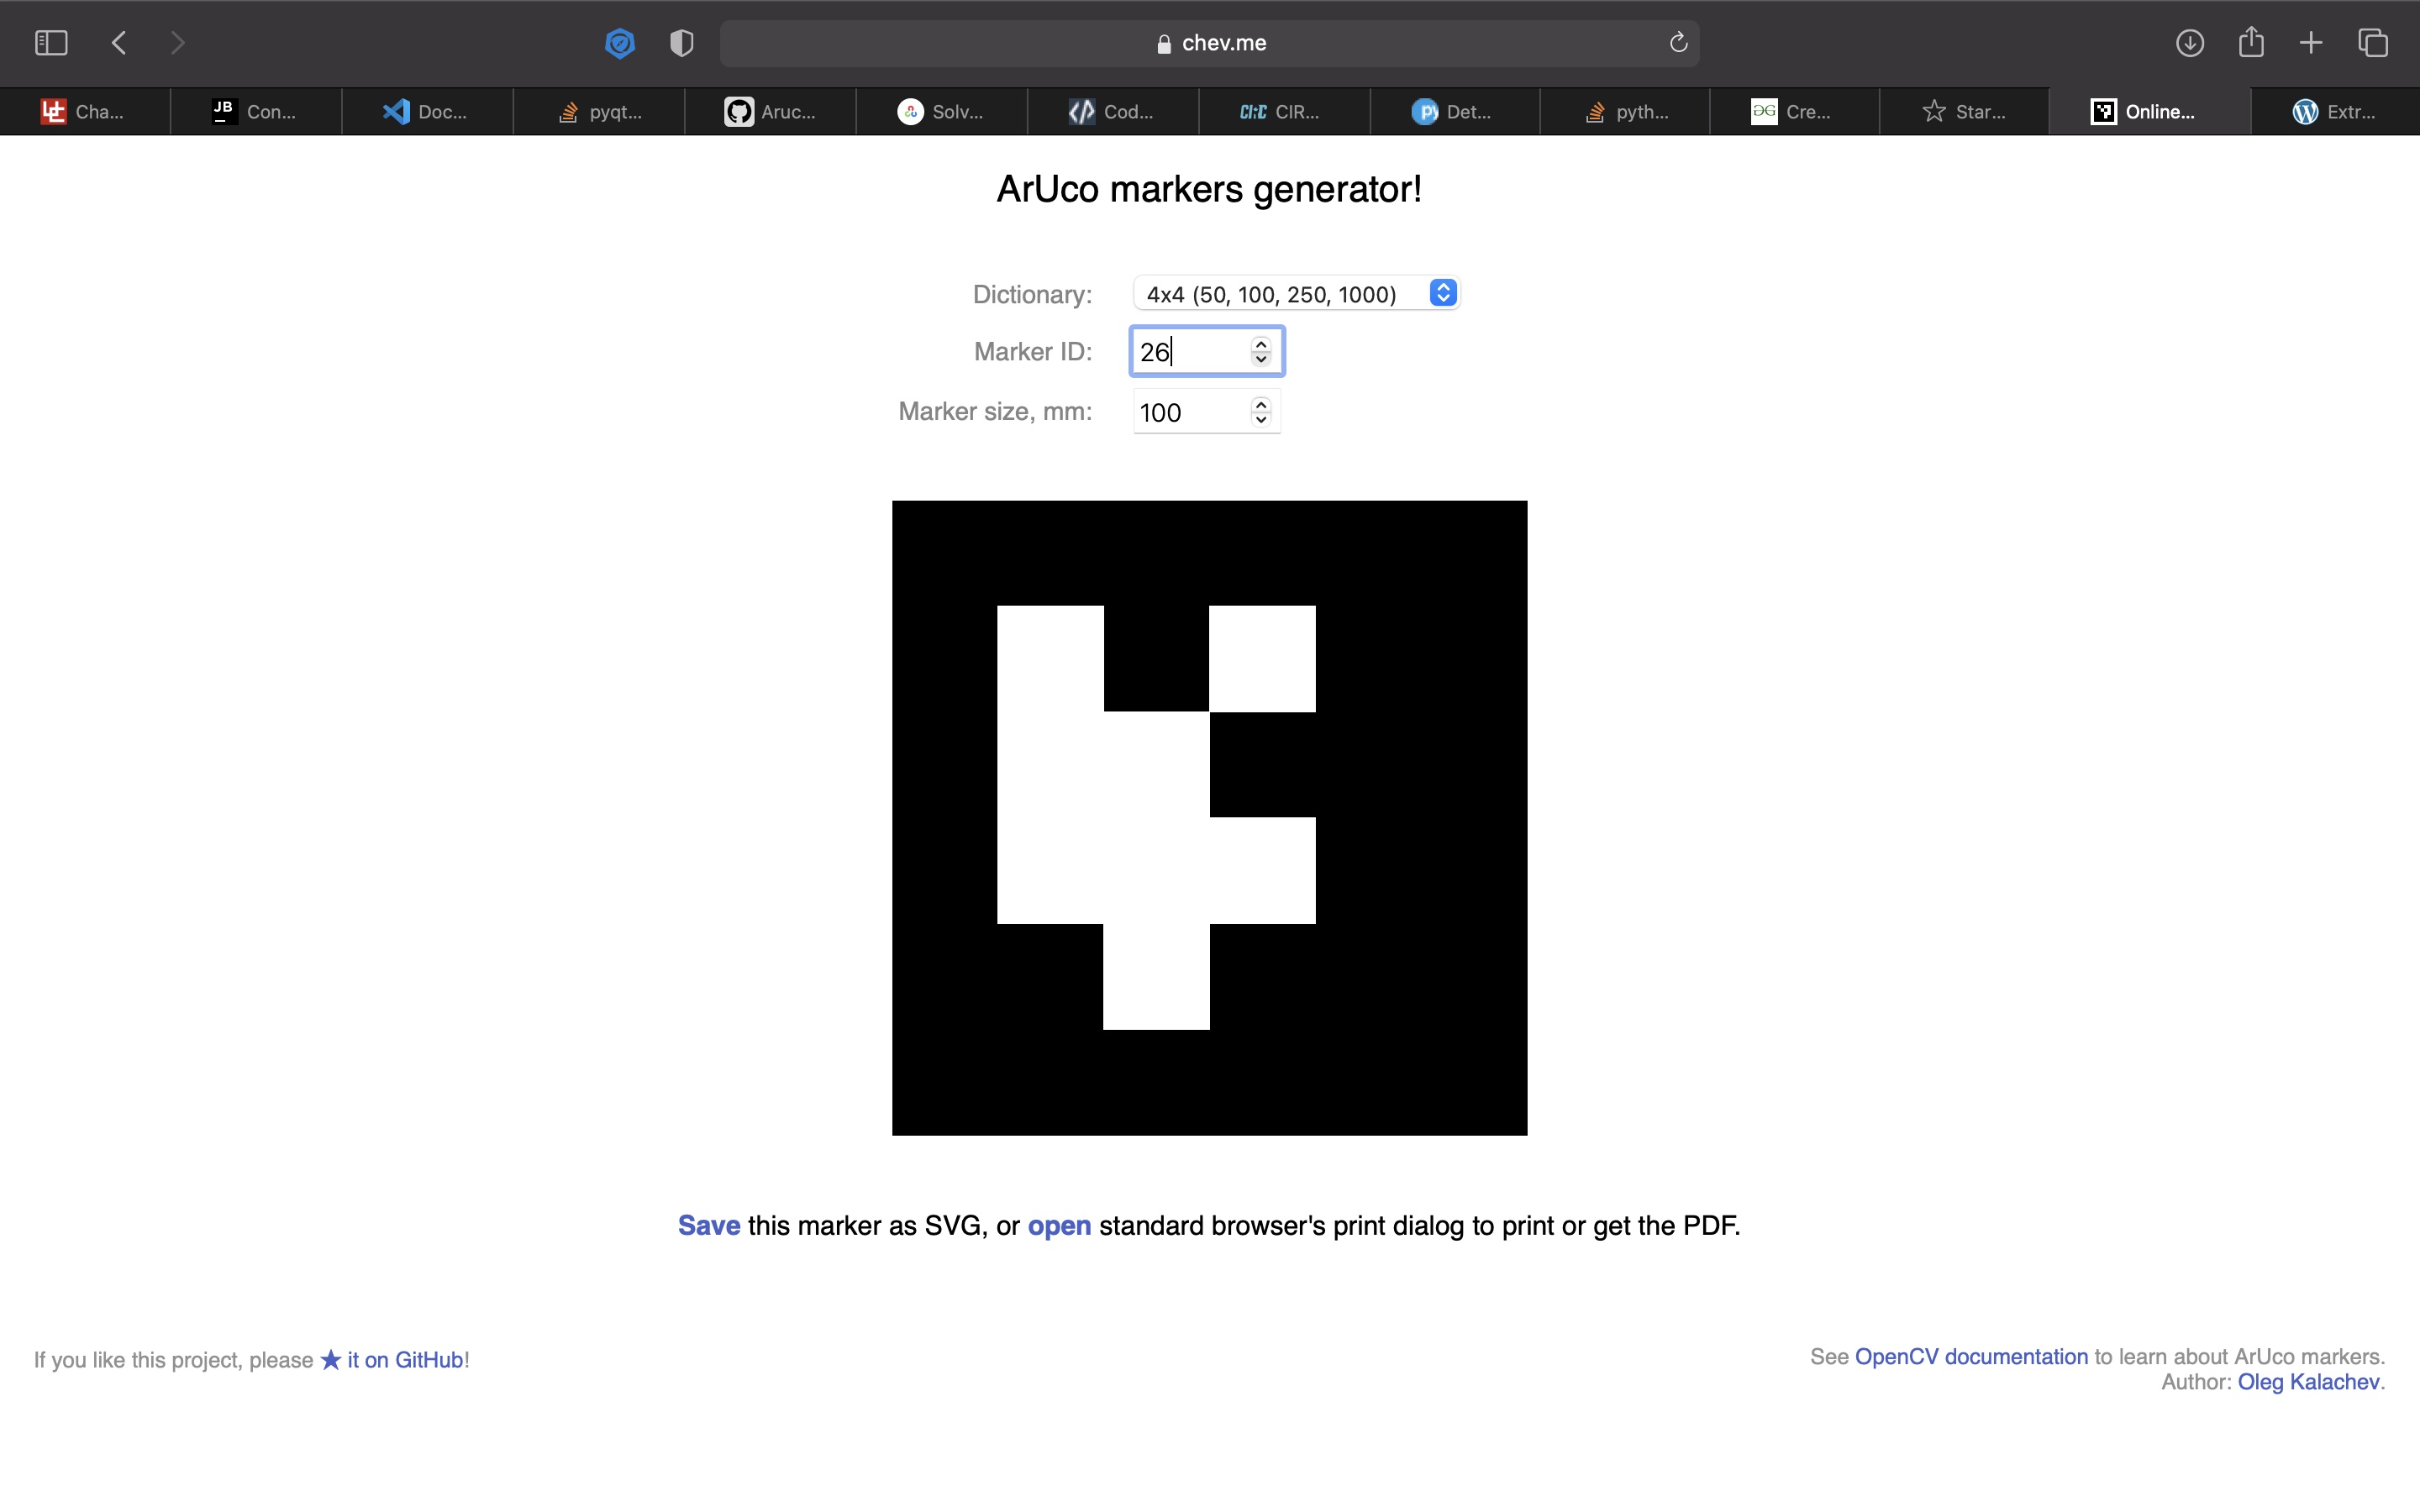 chev.me
Cha...
JB Con...
Doc...
pyqt...
Aruc...
Solv...
Cod...
CIR...
Det...
pyth...
Cre...
Star...
Online...
Extr...
ArUco markers generator!
Dictionary: 4x4 (50, 100, 250, 1000)
Marker ID: 26
Marker size, mm: 100
Save this marker as SVG, or open standard browser's print dialog to print or get the PDF.
If you like this project, please ★ it on GitHub!
See OpenCV documentation to learn about ArUco markers.
Author: Oleg Kalachev.